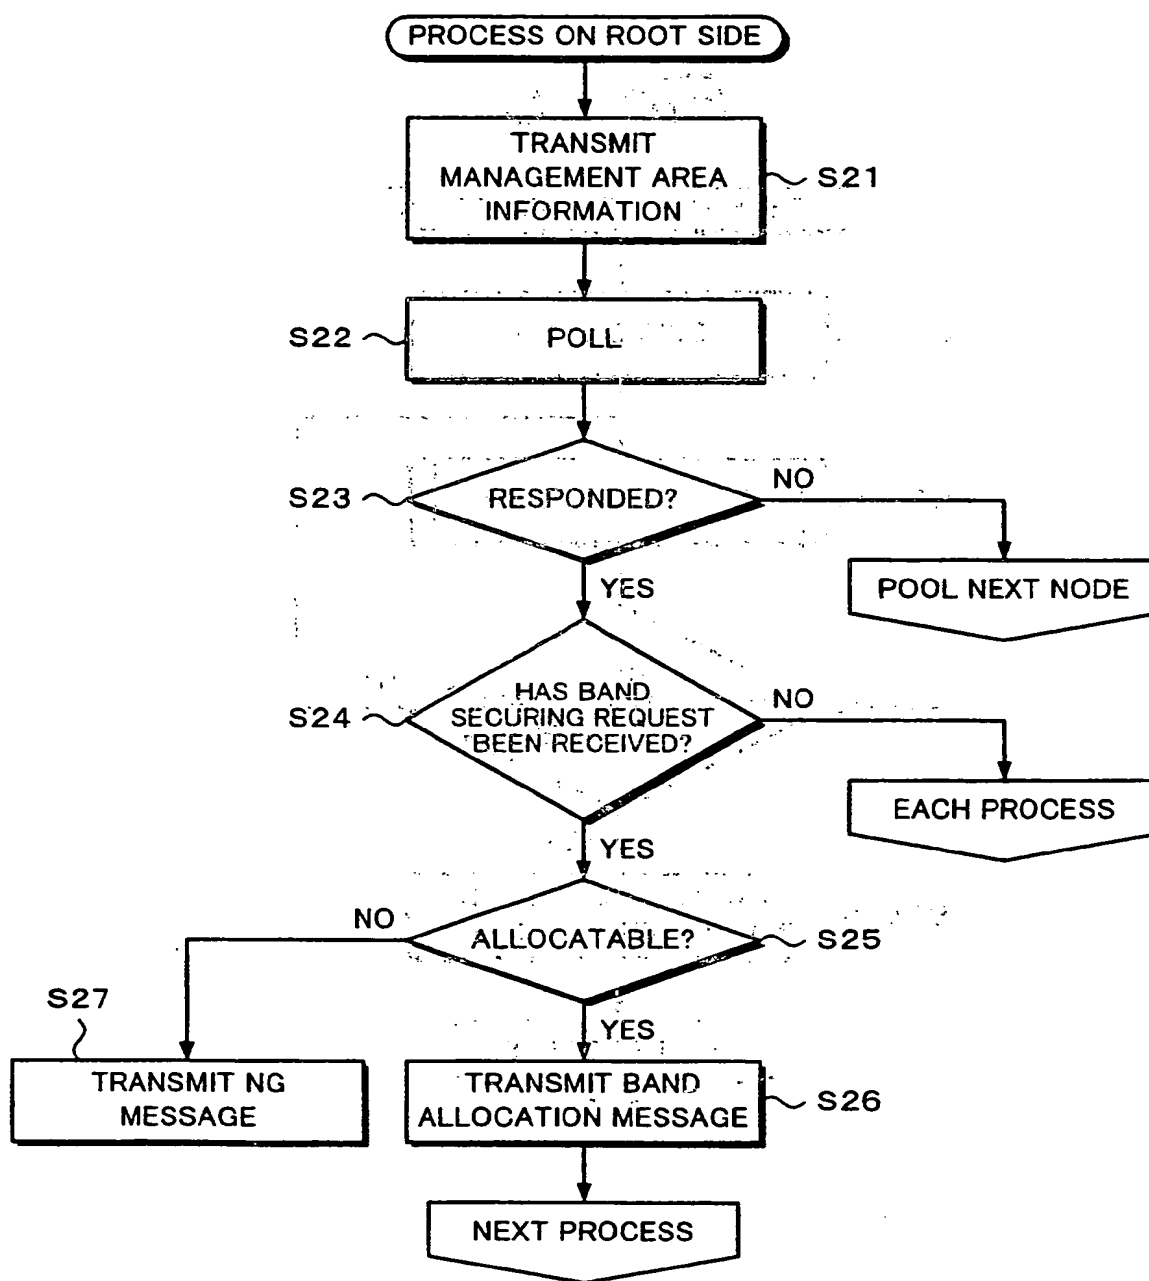 PROCESS ON ROOT SIDE
TRANSMIT
MANAGEMENT AREA
INFORMATION
S21
S22
POLL
S23
RESPONDED?
NO
YES
POOL NEXT NODE
S24
HAS BAND
SECURING REQUEST
BEEN RECEIVED?
NO
YES
EACH PROCESS
NO
ALLOCATABLE?
S25
S27
YES
TRANSMIT NG
MESSAGE
TRANSMIT BAND
ALLOCATION MESSAGE
S26
NEXT PROCESS